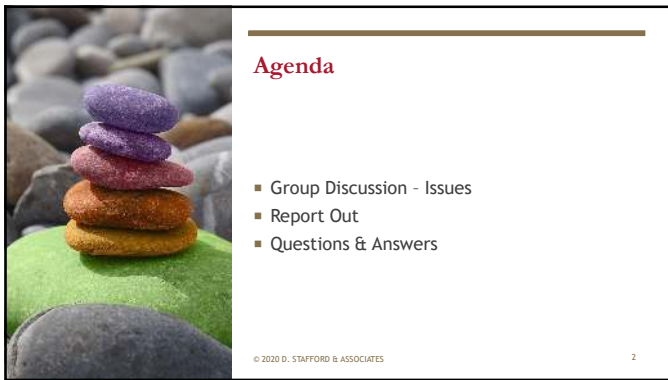 Agenda
▪ Group Discussion – Issues
▪ Report Out
▪ Questions & Answers
© 2020 D. STAFFORD & ASSOCIATES
2